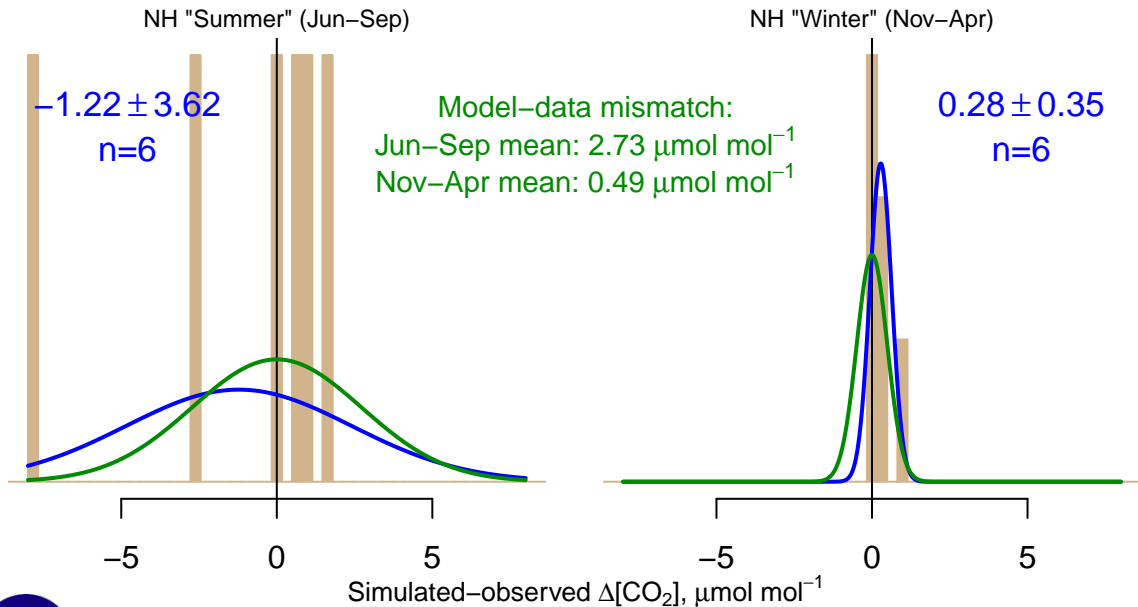 NH "Summer" (Jun−Sep)
NH "Winter" (Nov−Apr)
−1.22 ± 3.62
n=6
Model−data mismatch:
Jun−Sep mean: 2.73 μmol mol⁻¹
Nov−Apr mean: 0.49 μmol mol⁻¹
0.28 ± 0.35
n=6
−5 0 5
−5 0 5
Simulated−observed Δ[CO₂], μmol mol⁻¹